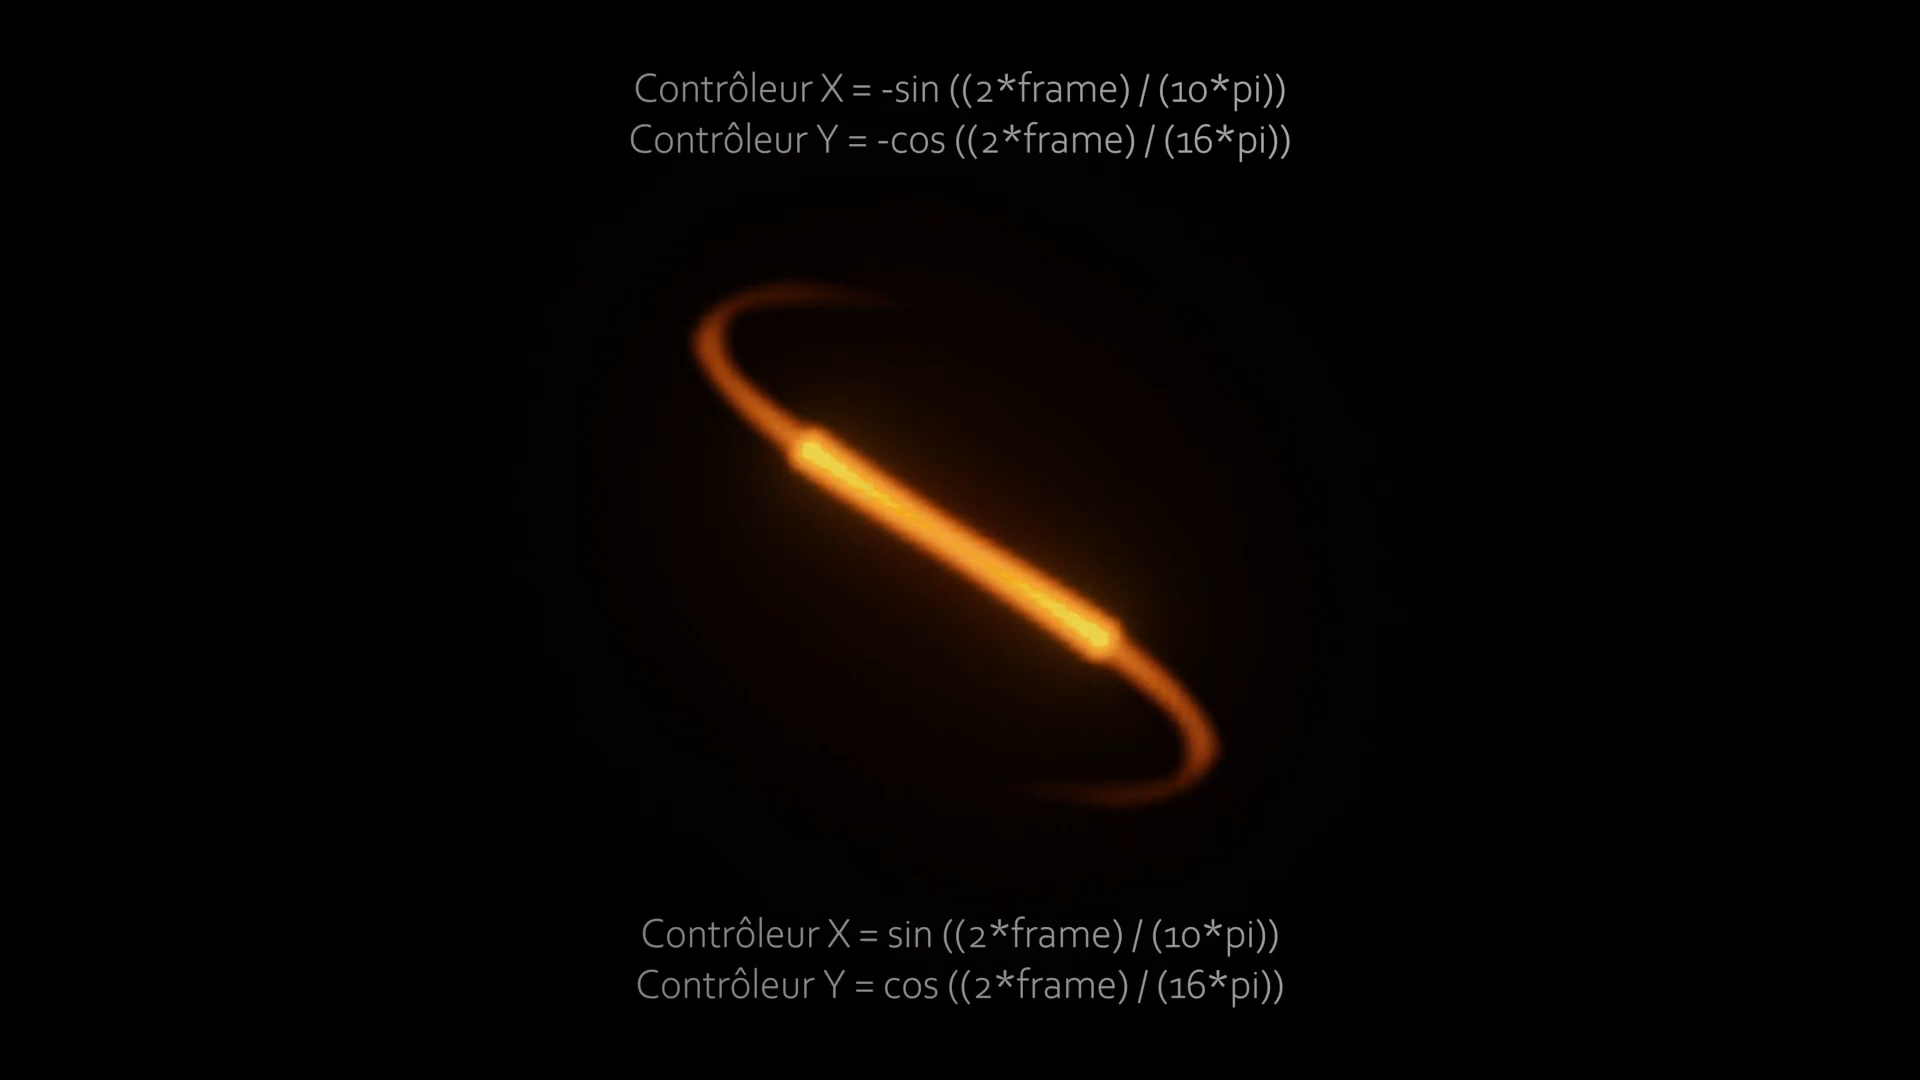 Contrôleur X = -sin ((2*frame) / (10*pi))
Contrôleur Y = -cos ((2*frame) / (16*pi))
Contrôleur X = sin ((2*frame) / (10*pi))
Contrôleur Y = cos ((2*frame) / (16*pi))